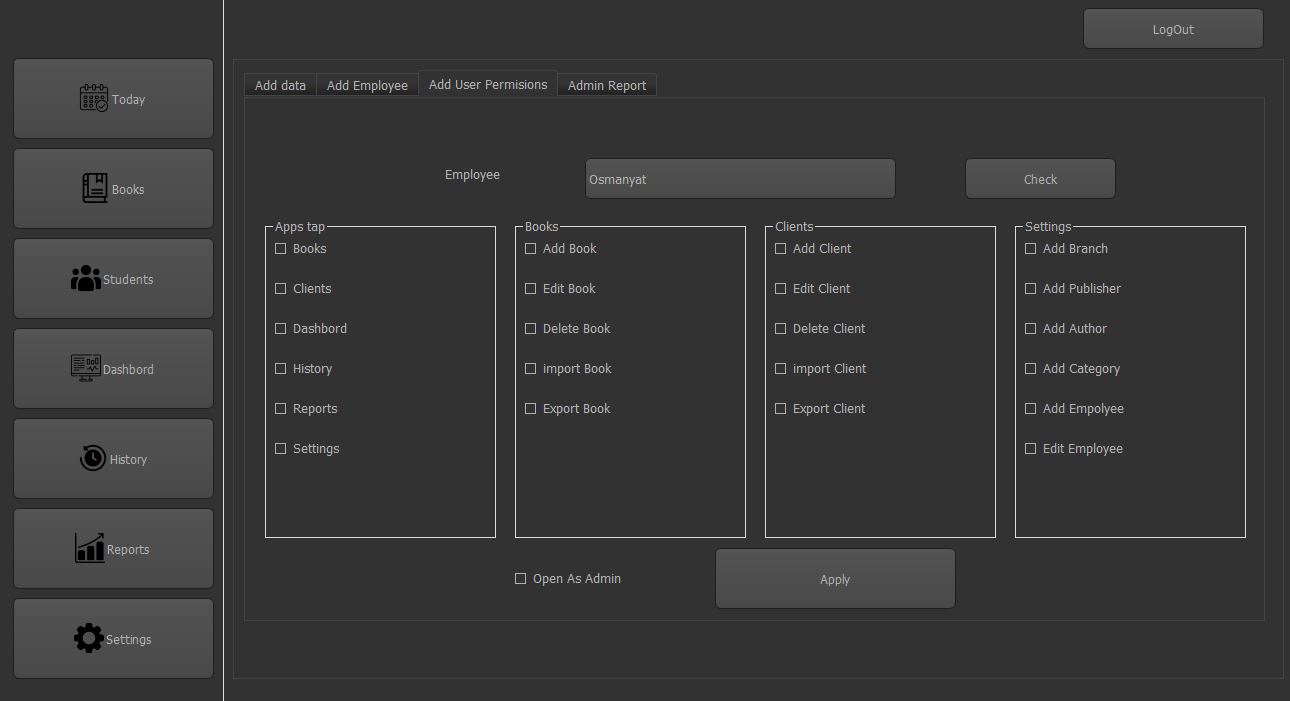 LogOut
Today
Books
Students
Dashbord
History
Reports
Settings
Add data
Add Employee
Add User Permisions
Admin Report
Employee
Osmanyat
Check
Apps tap
Books
Clients
Dashbord
History
Reports
Settings
Books
Add Book
Edit Book
Delete Book
import Book
Export Book
Clients
Add Client
Edit Client
Delete Client
import Client
Export Client
Settings
Add Branch
Add Publisher
Add Author
Add Category
Add Empolyee
Edit Employee
Open As Admin
Apply